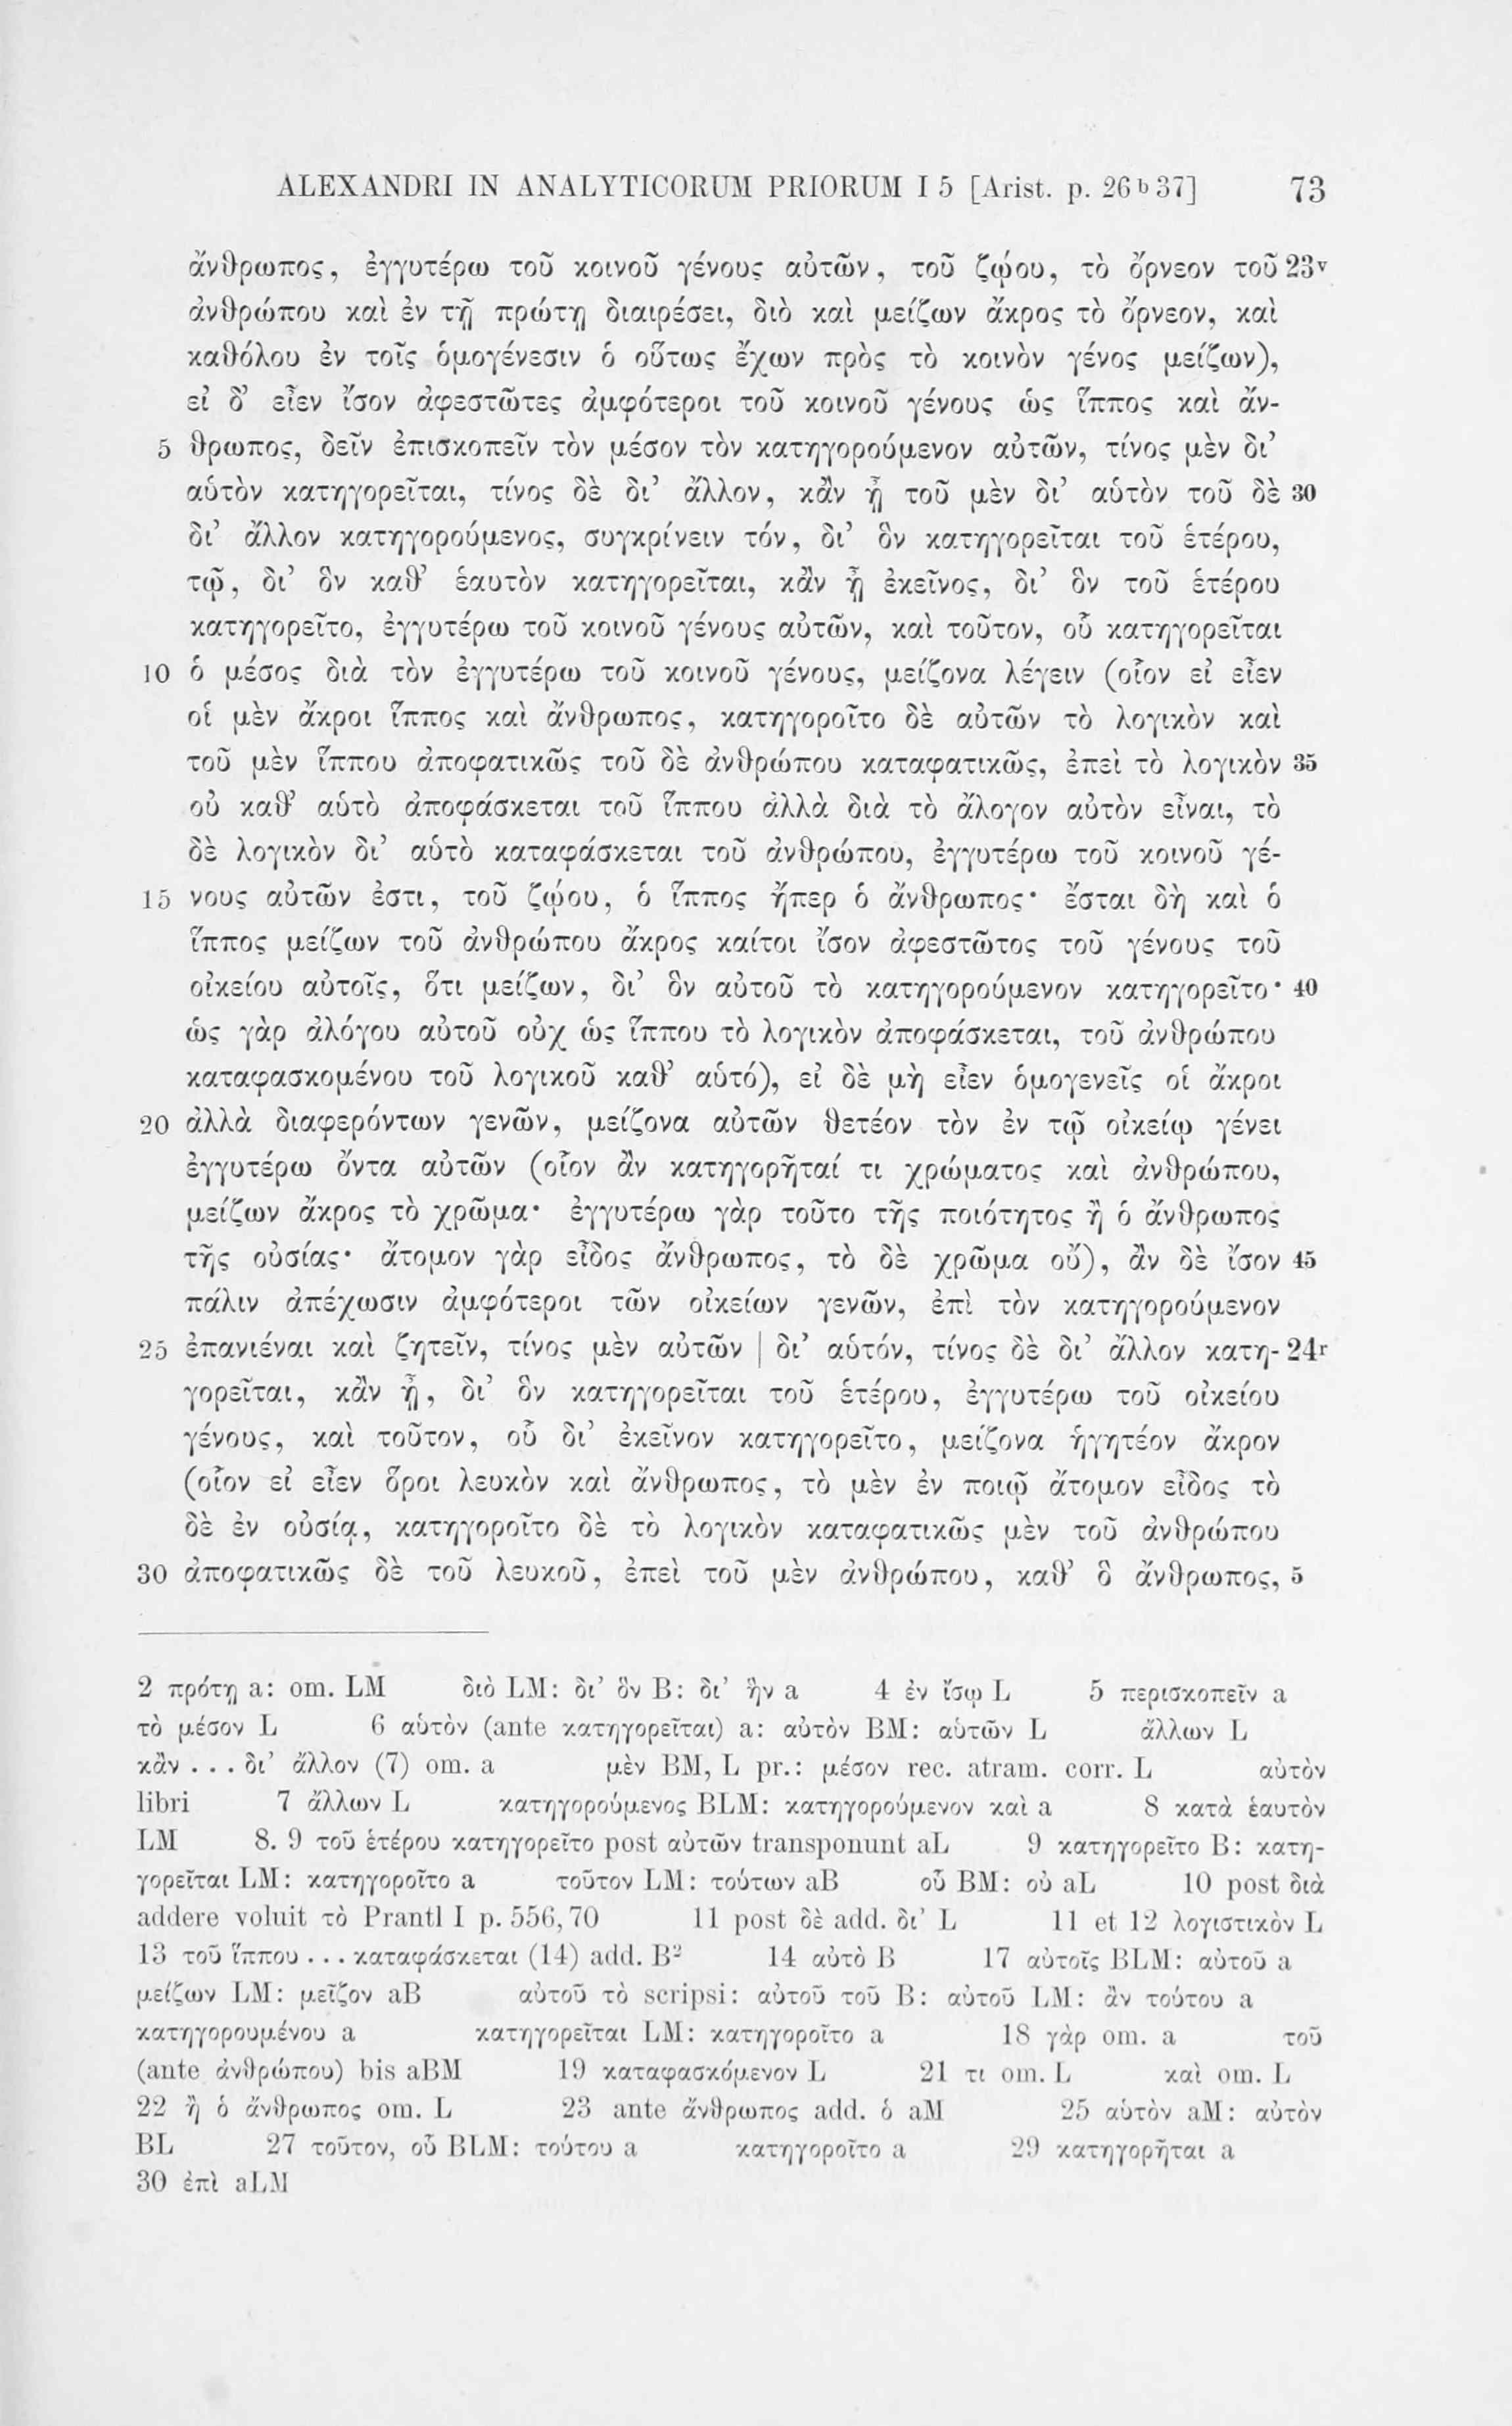 ALEXANDRI IN ANALYTICORUM PRIORUM I 5 [Arist. p. 26ᵇ37] 73
ἄνθρωπος, ἐγγυτέρω τοῦ κοινοῦ γένους αὐτῶν, τοῦ ζῴου, τὸ ὄρνεον τοῦ 23ᵛ
ἀνθρώπου καὶ ἐν τῇ πρώτῃ διαιρέσει, διὸ καὶ μείζων ἄκρος τὸ ὄρνεον, καὶ
καθόλου ἐν τοῖς ὁμογένεσιν ὁ οὕτως ἔχων πρὸς τὸ κοινὸν γένος μείζων),
εἰ δ’ εἶεν ἴσον ἀφεστῶτες ἀμφότεροι τοῦ κοινοῦ γένους ὡς ἵππος καὶ ἄν-
5 θρωπος, δεῖν ἐπισκοπεῖν τὸν μέσον τὸν κατηγορούμενον αὐτῶν, τίνος μὲν δι’
αὑτὸν κατηγορεῖται, τίνος δὲ δι’ ἄλλον, κἂν ᾖ τοῦ μὲν δι’ αὑτὸν τοῦ δὲ 30
δι’ ἄλλον κατηγορούμενος, συγκρίνειν τόν, δι’ ὃν κατηγορεῖται τοῦ ἑτέρου,
τῷ, δι’ ὃν καθ’ ἑαυτὸν κατηγορεῖται, κἂν ᾖ ἐκεῖνος, δι’ ὃν τοῦ ἑτέρου
κατηγορεῖτο, ἐγγυτέρω τοῦ κοινοῦ γένους αὐτῶν, καὶ τοῦτον, οὗ κατηγορεῖται
10 ὁ μέσος διὰ τὸν ἐγγυτέρω τοῦ κοινοῦ γένους, μείζονα λέγειν (οἷον εἰ εἶεν
οἱ μὲν ἄκροι ἵππος καὶ ἄνθρωπος, κατηγοροῖτο δὲ αὐτῶν τὸ λογικὸν καὶ
τοῦ μὲν ἵππου ἀποφατικῶς τοῦ δὲ ἀνθρώπου καταφατικῶς, ἐπεὶ τὸ λογικὸν 35
οὐ καθ’ αὑτὸ ἀποφάσκεται τοῦ ἵππου ἀλλὰ διὰ τὸ ἄλογον αὐτὸν εἶναι, τὸ
δὲ λογικὸν δι’ αὑτὸ καταφάσκεται τοῦ ἀνθρώπου, ἐγγυτέρω τοῦ κοινοῦ γέ-
15 νους αὐτῶν ἐστι, τοῦ ζῴου, ὁ ἵππος ἤπερ ὁ ἄνθρωπος· ἔσται δὴ καὶ ὁ
ἵππος μείζων τοῦ ἀνθρώπου ἄκρος καίτοι ἴσον ἀφεστῶτος τοῦ γένους τοῦ
οἰκείου αὐτοῖς, ὅτι μείζων, δι’ ὃν αὐτοῦ τὸ κατηγορούμενον κατηγορεῖτο· 40
ὡς γὰρ ἀλόγου αὐτοῦ οὐχ ὡς ἵππου τὸ λογικὸν ἀποφάσκεται, τοῦ ἀνθρώπου
καταφασκομένου τοῦ λογικοῦ καθ’ αὑτό), εἰ δὲ μὴ εἶεν ὁμογενεῖς οἱ ἄκροι
20 ἀλλὰ διαφερόντων γενῶν, μείζονα αὐτῶν θετέον τὸν ἐν τῷ οἰκείῳ γένει
ἐγγυτέρω ὄντα αὐτῶν (οἷον ἂν κατηγορῆταί τι χρώματος καὶ ἀνθρώπου,
μείζων ἄκρος τὸ χρῶμα· ἐγγυτέρω γὰρ τοῦτο τῆς ποιότητος ἢ ὁ ἄνθρωπος
τῆς οὐσίας· ἄτομον γὰρ εἶδος ἄνθρωπος, τὸ δὲ χρῶμα οὔ), ἂν δὲ ἴσον 45
πάλιν ἀπέχωσιν ἀμφότεροι τῶν οἰκείων γενῶν, ἐπὶ τὸν κατηγορούμενον
25 ἐπανιέναι καὶ ζητεῖν, τίνος μὲν αὐτῶν | δι’ αὑτόν, τίνος δὲ δι’ ἄλλον κατη- 24ʳ
γορεῖται, κἂν ᾖ, δι’ ὃν κατηγορεῖται τοῦ ἑτέρου, ἐγγυτέρω τοῦ οἰκείου
γένους, καὶ τοῦτον, οὗ δι’ ἐκεῖνον κατηγορεῖτο, μείζονα ἡγητέον ἄκρον
(οἷον εἰ εἶεν ὅροι λευκὸν καὶ ἄνθρωπος, τὸ μὲν ἐν ποιῷ ἄτομον εἶδος τὸ
δὲ ἐν οὐσίᾳ, κατηγοροῖτο δὲ τὸ λογικὸν καταφατικῶς μὲν τοῦ ἀνθρώπου
30 ἀποφατικῶς δὲ τοῦ λευκοῦ, ἐπεὶ τοῦ μὲν ἀνθρώπου, καθ’ ὃ ἄνθρωπος, 5
2 πρότῃ a: om. LM διὸ LM: δι’ ὃν B: δι’ ἣν a 4 ἐν ἴσῳ L 5 περισκοπεῖν a
τὸ μέσον L 6 αὑτὸν (ante κατηγορεῖται) a: αὐτὸν BM: αὑτῶν L ἄλλων L
κἂν . . . δι’ ἄλλον (7) om. a μὲν BM, L pr.: μέσον rec. atram. corr. L αὐτὸν
libri 7 ἄλλων L κατηγορούμενος BLM: κατηγορούμενον καὶ a 8 κατὰ ἑαυτὸν
LM 8. 9 τοῦ ἑτέρου κατηγορεῖτο post αὐτῶν transponunt aL 9 κατηγορεῖτο B: κατη-
γορεῖται LM: κατηγοροῖτο a τοῦτον LM: τούτων aB οὗ BM: οὐ aL 10 post διὰ
addere voluit τὸ Prantl I p. 556,70 11 post δὲ add. δι’ L 11 et 12 λογιστικὸν L
13 τοῦ ἵππου . . . καταφάσκεται (14) add. B² 14 αὐτὸ B 17 αὐτοῖς BLM: αὐτοῦ a
μείζων LM: μεῖζον aB αὐτοῦ τὸ scripsi: αὐτοῦ τοῦ B: αὐτοῦ LM: ἂν τούτου a
κατηγορουμένου a κατηγορεῖται LM: κατηγοροῖτο a 18 γὰρ om. a τοῦ
(ante ἀνθρώπου) bis aBM 19 καταφασκόμενον L 21 τι om. L καὶ om. L
22 ἢ ὁ ἄνθρωπος om. L 23 ante ἄνθρωπος add. ὁ aM 25 αὑτὸν aM: αὐτὸν
BL 27 τοῦτον, οὗ BLM: τούτου a κατηγοροῖτο a 29 κατηγορῆται a
30 ἐπὶ aLM